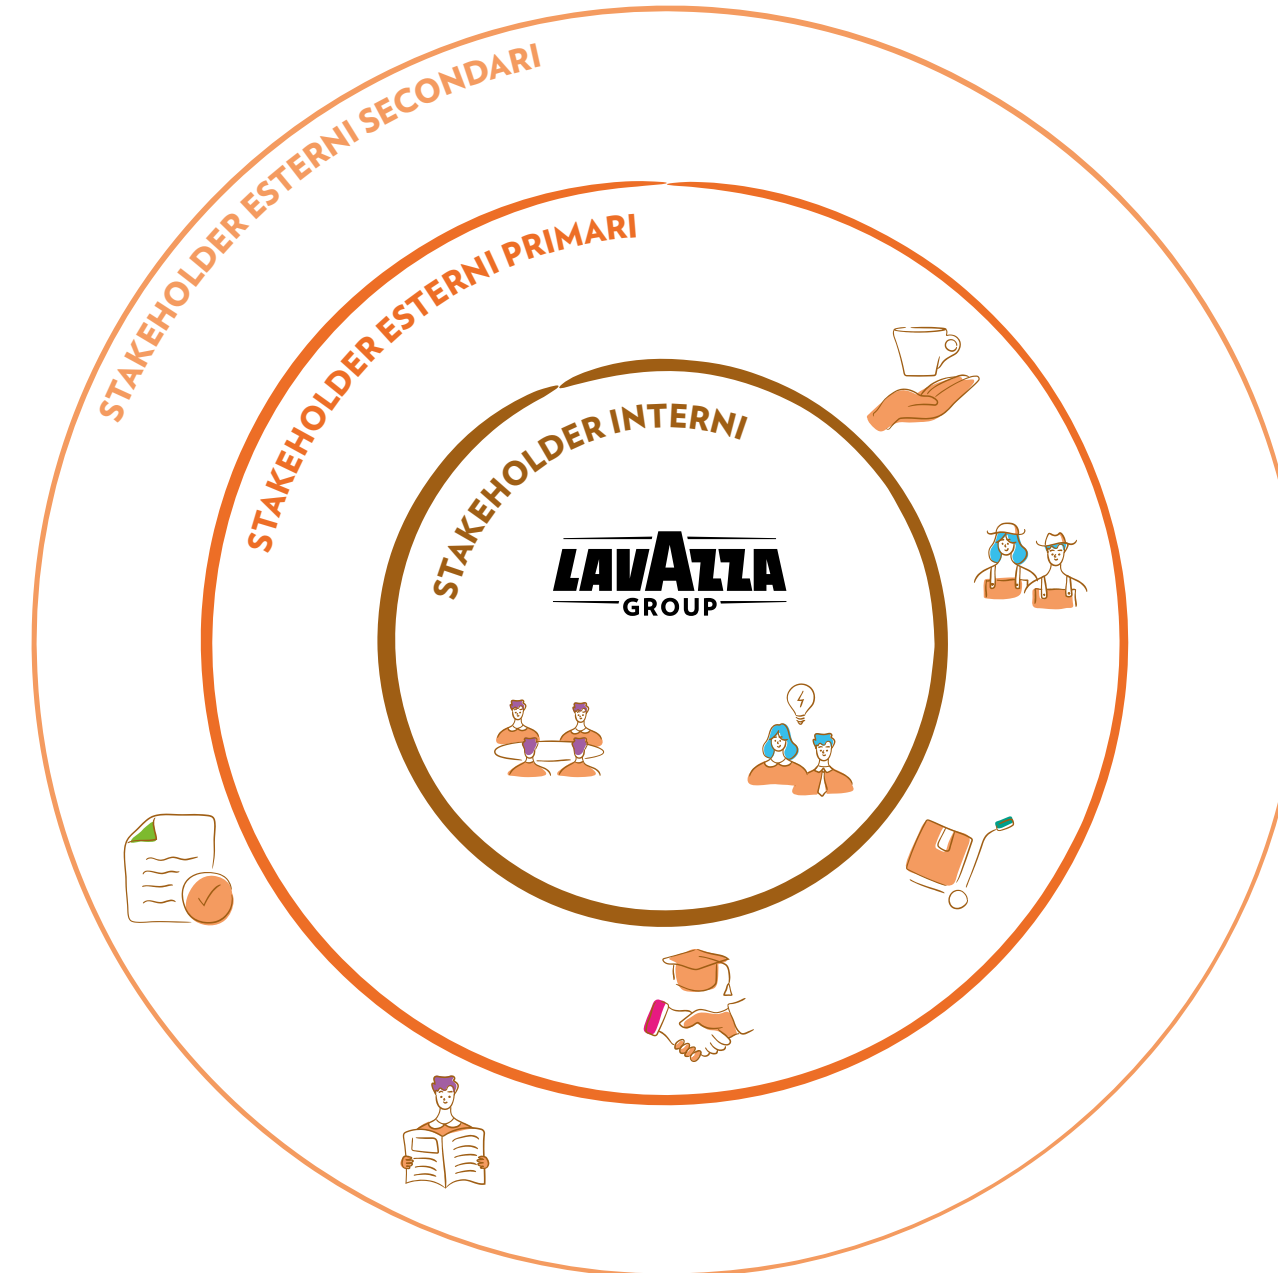 STAKEHOLDER ESTERNI SECONDARI
STAKEHOLDER ESTERNI PRIMARI
STAKEHOLDER INTERNI
LAVAZZA
GROUP